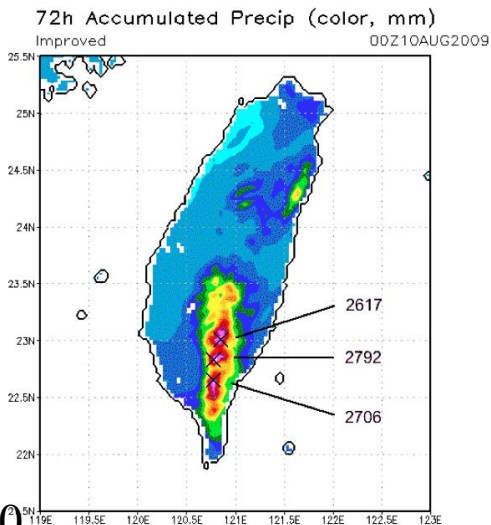 72h Accumulated Precip (color, mm)
Improved 00Z10AUG2009
25.5N
25N
24.5N
24N
23.5N
23N
22.5N
22N
2617
2792
2706
119E 119.5E 120E 120.5E 121E 121.5E 122E 122.5E 123E